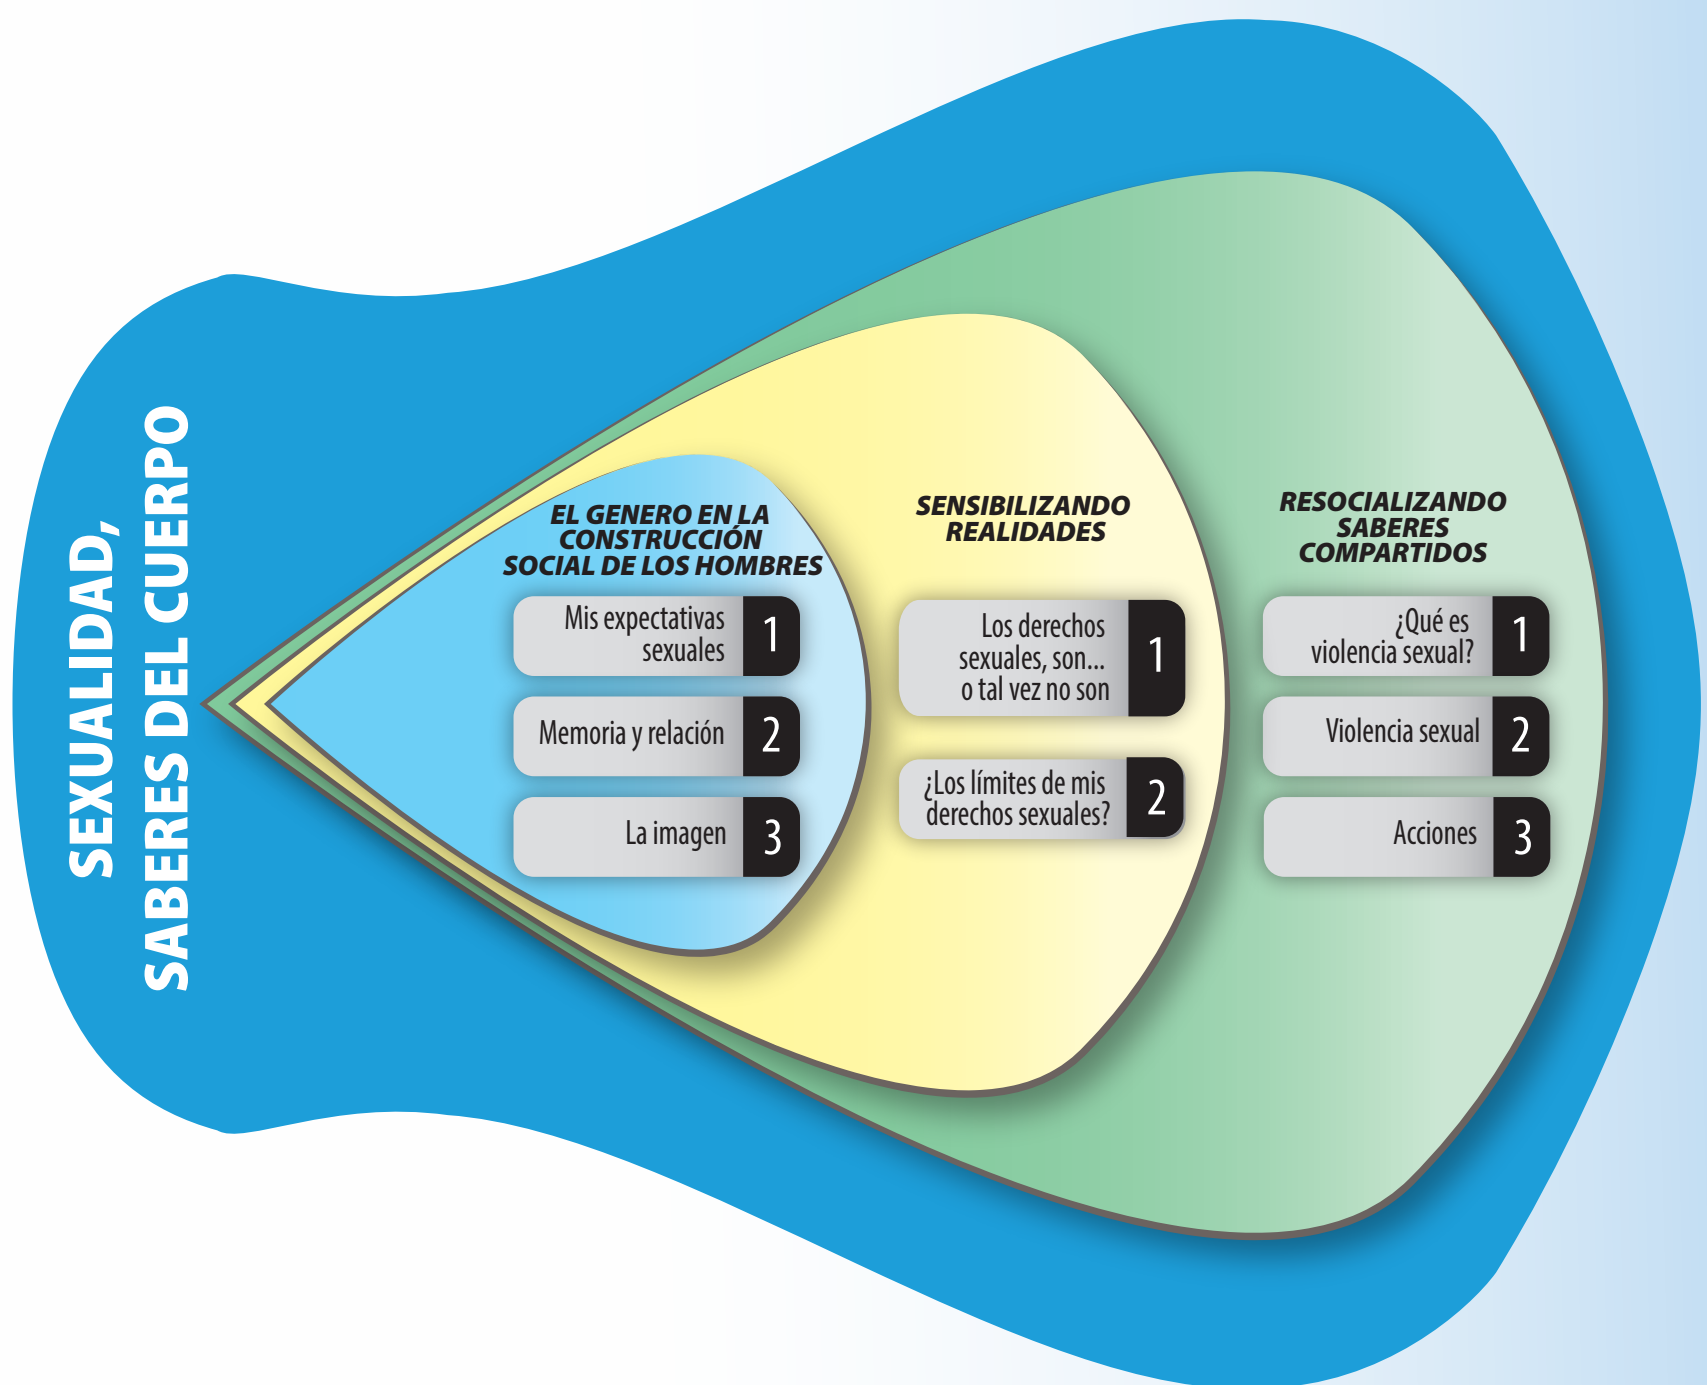 SEXUALIDAD,
SABERES DEL CUERPO
EL GENERO EN LA
CONSTRUCCIÓN
SOCIAL DE LOS HOMBRES
Mis expectativas
sexuales
1
Memoria y relación
2
La imagen
3
SENSIBILIZANDO
REALIDADES
Los derechos
sexuales, son...
o tal vez no son
1
¿Los límites de mis
derechos sexuales?
2
RESOCIALIZANDO
SABERES
COMPARTIDOS
¿Qué es
violencia sexual?
1
Violencia sexual
2
Acciones
3